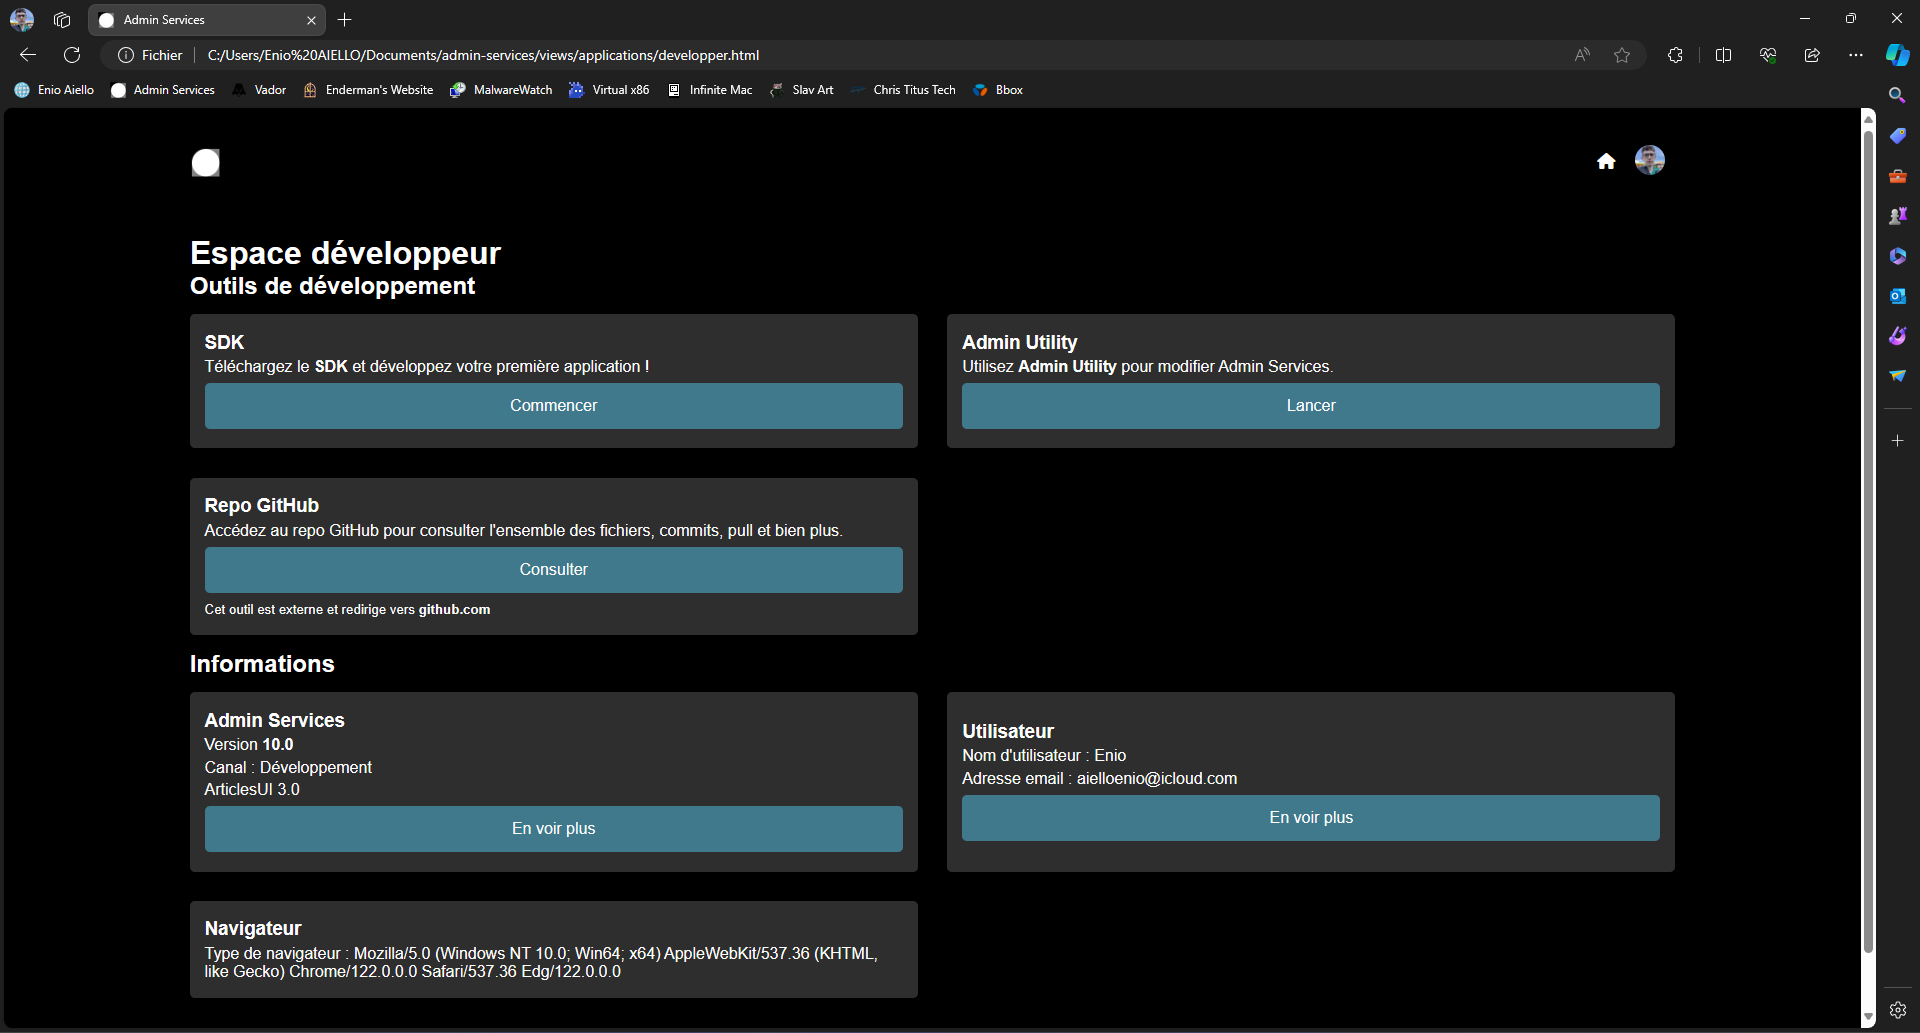 Admin Services
Fichier
C:/Users/Enio%20AIELLO/Documents/admin-services/views/applications/developper.html
Enio Aiello
Admin Services
Vador
Enderman's Website
MalwareWatch
Virtual x86
Infinite Mac
Slav Art
Chris Titus Tech
Bbox
Espace développeur
Outils de développement
SDK
Téléchargez le SDK et développez votre première application !
Commencer
Admin Utility
Utilisez Admin Utility pour modifier Admin Services.
Lancer
Repo GitHub
Accédez au repo GitHub pour consulter l'ensemble des fichiers, commits, pull et bien plus.
Consulter
Cet outil est externe et redirige vers github.com
Informations
Admin Services
Version 10.0
Canal : Développement
ArticlesUI 3.0
En voir plus
Utilisateur
Nom d'utilisateur : Enio
Adresse email : aielloenio@icloud.com
En voir plus
Navigateur
Type de navigateur : Mozilla/5.0 (Windows NT 10.0; Win64; x64) AppleWebKit/537.36 (KHTML,
like Gecko) Chrome/122.0.0.0 Safari/537.36 Edg/122.0.0.0